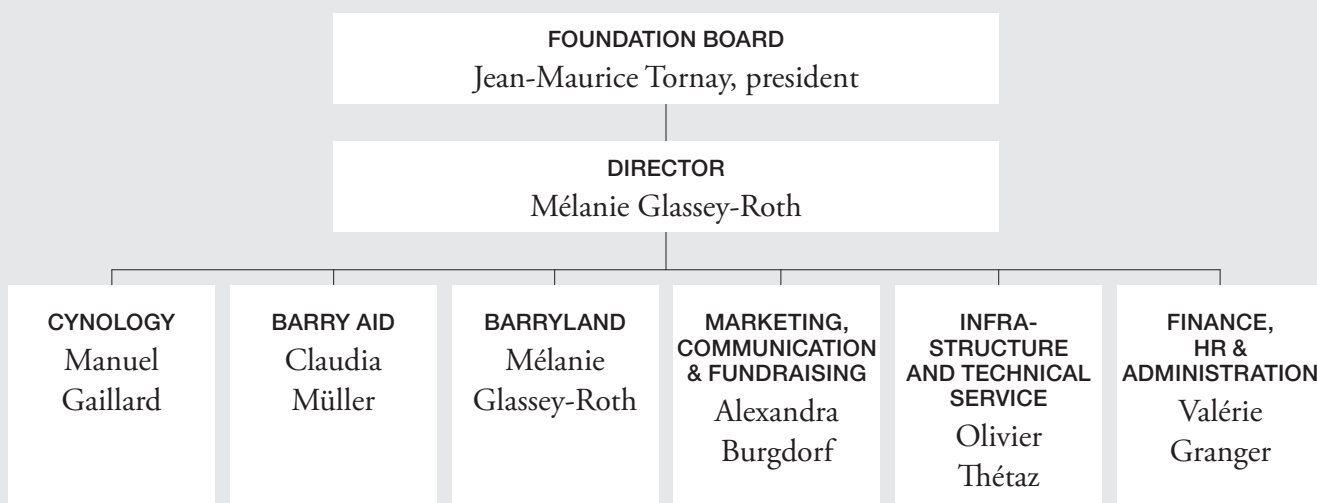 FOUNDATION BOARD
Jean-Maurice Tornay, president
DIRECTOR
Mélanie Glassey-Roth
CYNOLOGY
Manuel
Gaillard
BARRY AID
Claudia
Müller
BARRYLAND
Mélanie
Glassey-Roth
MARKETING,
COMMUNICATION
& FUNDRAISING
Alexandra
Burgdorf
INFRA-
STRUCTURE
AND TECHNICAL
SERVICE
Olivier
Thétaz
FINANCE,
HR &
ADMINISTRATION
Valérie
Granger